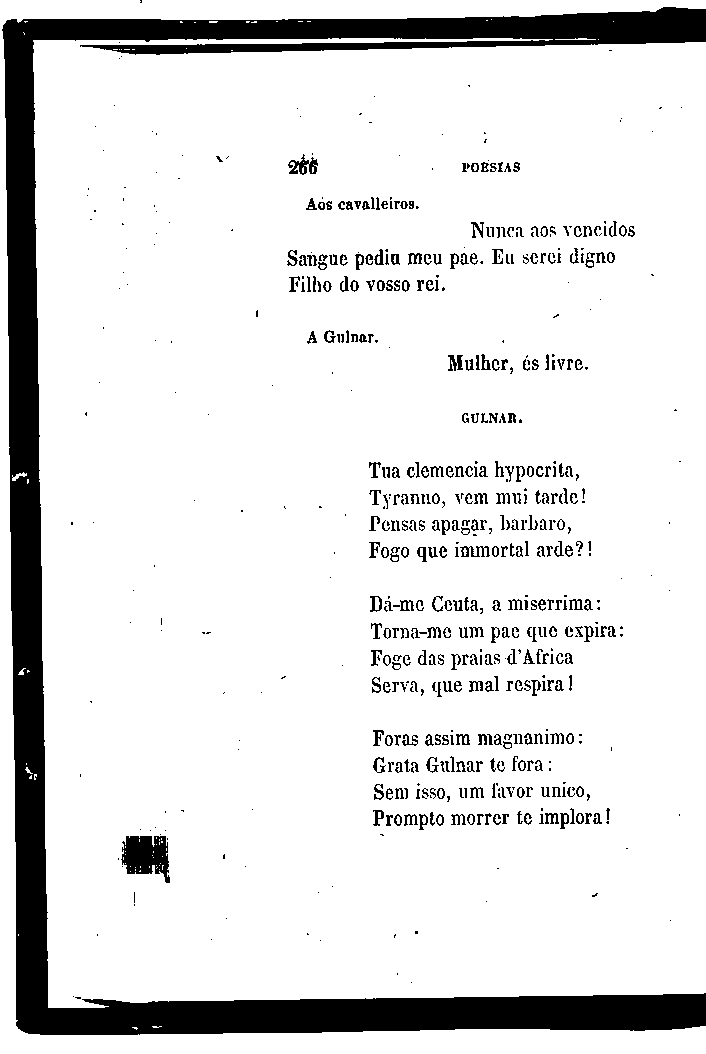 266 POESIAS
Aos cavalleiros.
Nunca aos vencidos
Sangue pediu meu pae. Eu serei digno
Filho do vosso rei.
A Gulnar.
Mulher, és livre.
GULNAR.
Tua clemencia hypocrita,
Tyranno, vem mui tarde!
Pensas apagar, barbaro,
Fogo que immortal arde?!
Dá-me Ceuta, a miserrima:
Torna-me um pae que expira:
Foge das praias d'Africa
Serva, que mal respira!
Foras assim magnanimo:
Grata Gulnar te fora:
Sem isso, um favor unico,
Prompto morrer te implora!